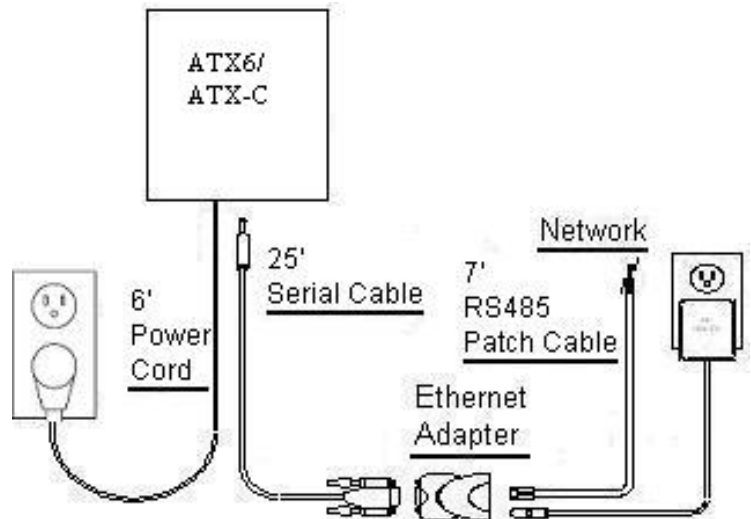 ATX6/
ATX-C
Network
25'
Serial Cable
7'
RS485
Patch Cable
6'
Power
Cord
Ethernet
Adapter